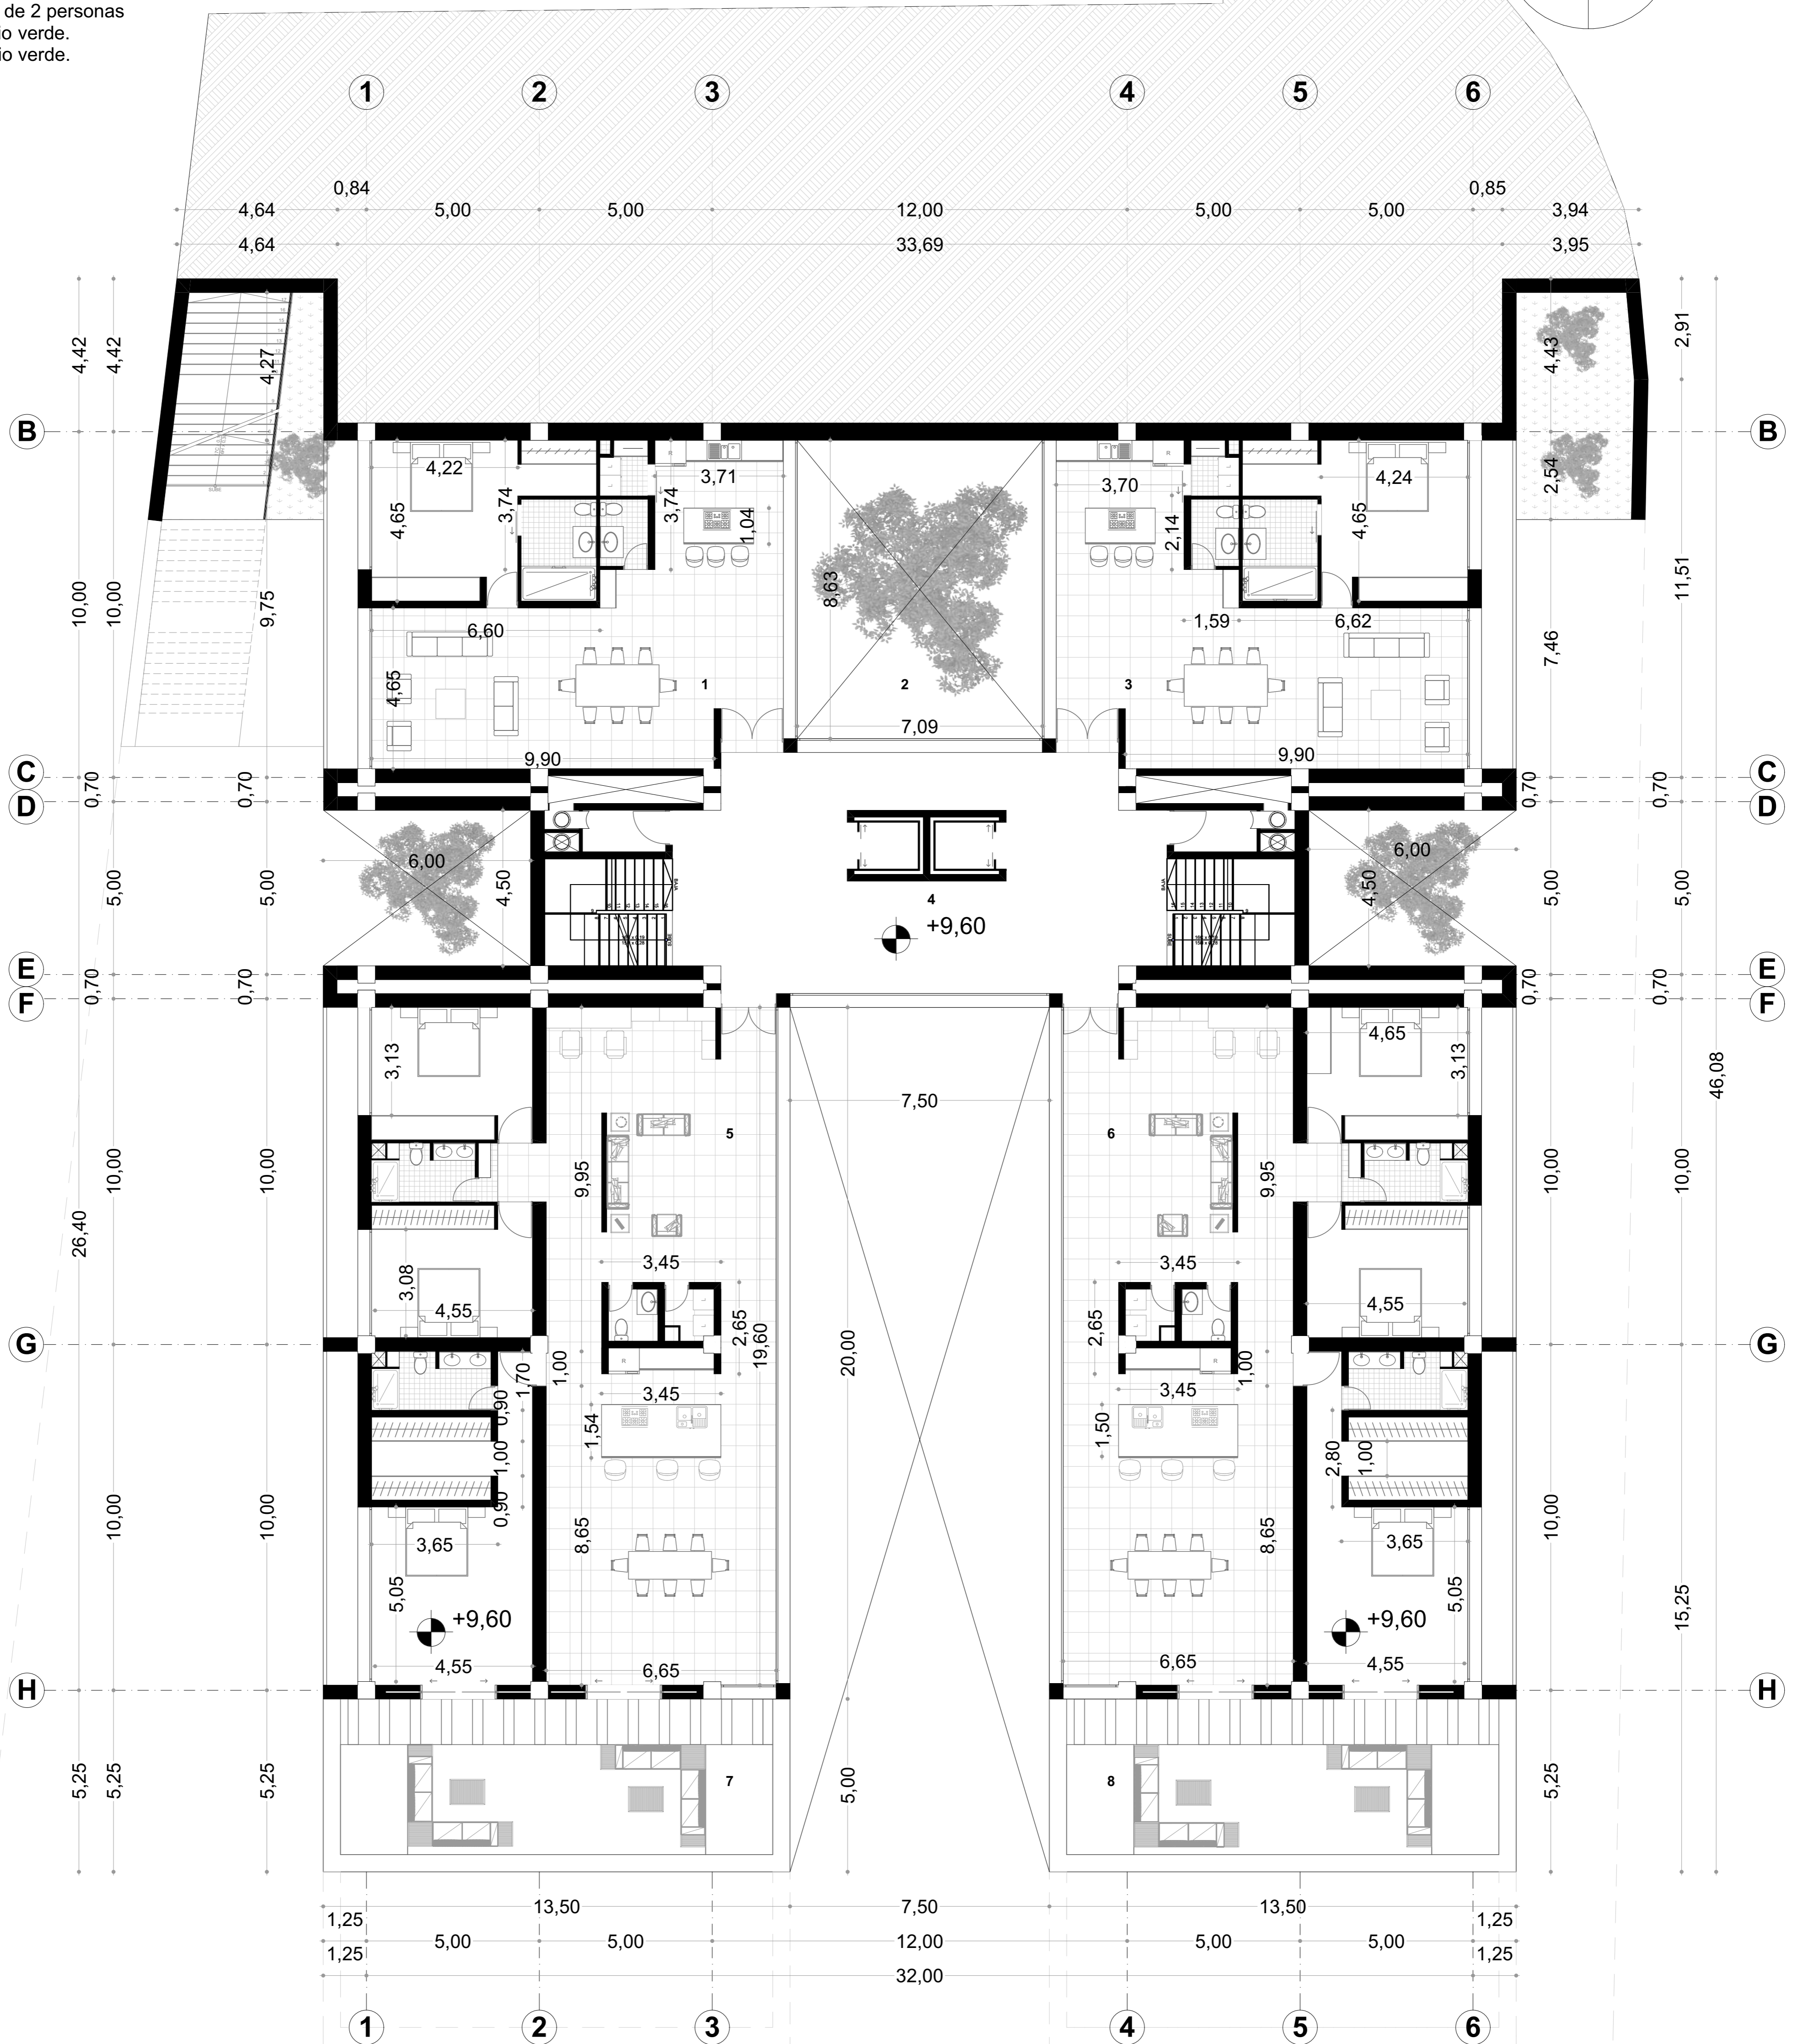 de 2 personas
io verde.
io verde.
1 2 3 4 5 6
0,84 0,85
4,64 5,00 5,00 12,00 5,00 5,00 3,94
4,64 33,69 3,95
4,42 4,42 4,27 4,43 2,91
B B
4,22 3,71 3,70 4,24
4,65 3,74 3,74 1,04 8,63 2,14 4,65 2,54
10,00 10,00 9,75 11,51
6,60 1,59 6,62 7,46
4,65 1 2 3
7,09
9,90 9,90
C C
0,70 0,70 0,70 0,70
D D
6,00 6,00
5,00 5,00 4,50 4,50 5,00 5,00
4
+9,60
BAJA BAJA
SUBE SUBE
E E
0,70 0,70 0,70 0,70
F F
3,13 4,65 3,13
7,50 46,08
5 6
10,00 10,00 9,95 9,95 10,00 10,00
26,40
3,45 3,45
3,08 4,55 4,55
2,65 19,60 20,00 2,65
G G
1,70 1,00 1,00
0,90 3,45 3,45
1,54 1,50
1,00 2,80 1,00
0,90
10,00 10,00 8,65 8,65 10,00
3,65 3,65
5,05 5,05
+9,60 +9,60 15,25
4,55 6,65 6,65 4,55
H H
5,25 5,25 5,25 7 5,00 8 5,25
13,50 7,50 13,50
1,25 1,25
5,00 5,00 12,00 5,00 5,00
1,25 1,25
32,00
1 2 3 4 5 6